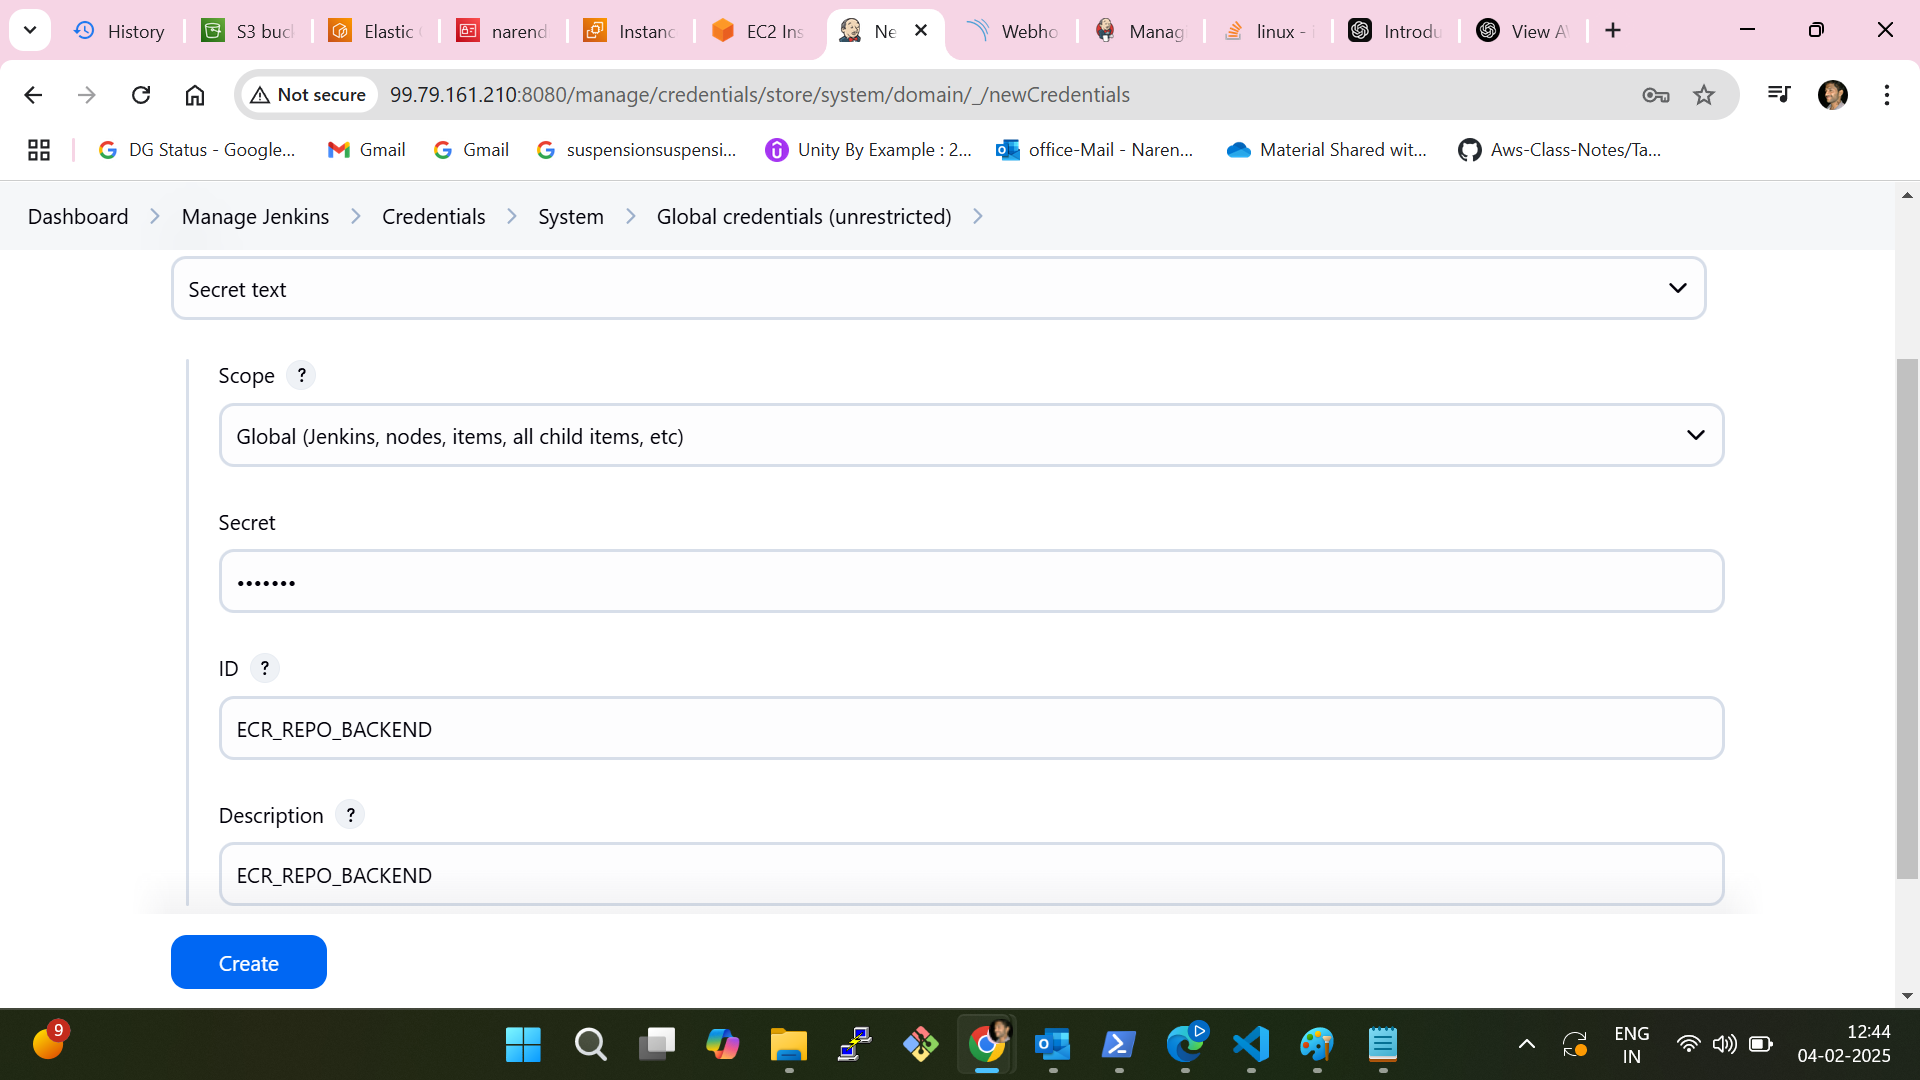 History
S3 buc
Elastic
narend
Instanc
EC2 Ins
Ne
Webho
Manag
linux - i
Introdu
View A
Not secure
99.79.161.210:8080/manage/credentials/store/system/domain/_/newCredentials
DG Status - Google...
Gmail
Gmail
suspensionsuspensi...
Unity By Example : 2...
office-Mail - Naren...
Material Shared wit...
Aws-Class-Notes/Ta...
Dashboard
Manage Jenkins
Credentials
System
Global credentials (unrestricted)
Secret text
Scope ?
Global (Jenkins, nodes, items, all child items, etc)
Secret
•••••••
ID ?
ECR_REPO_BACKEND
Description ?
ECR_REPO_BACKEND
Create
9
ENG
IN
12:44
04-02-2025